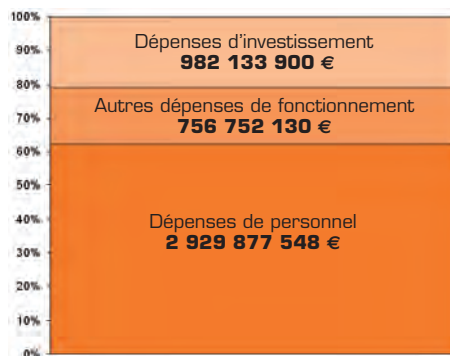 100%
90%
80%
70%
60%
50%
40%
30%
20%
10%
0%
Dépenses d'investissement
982 133 900 €
Autres dépenses de fonctionnement
756 752 130 €
Dépenses de personnel
2 929 877 548 €